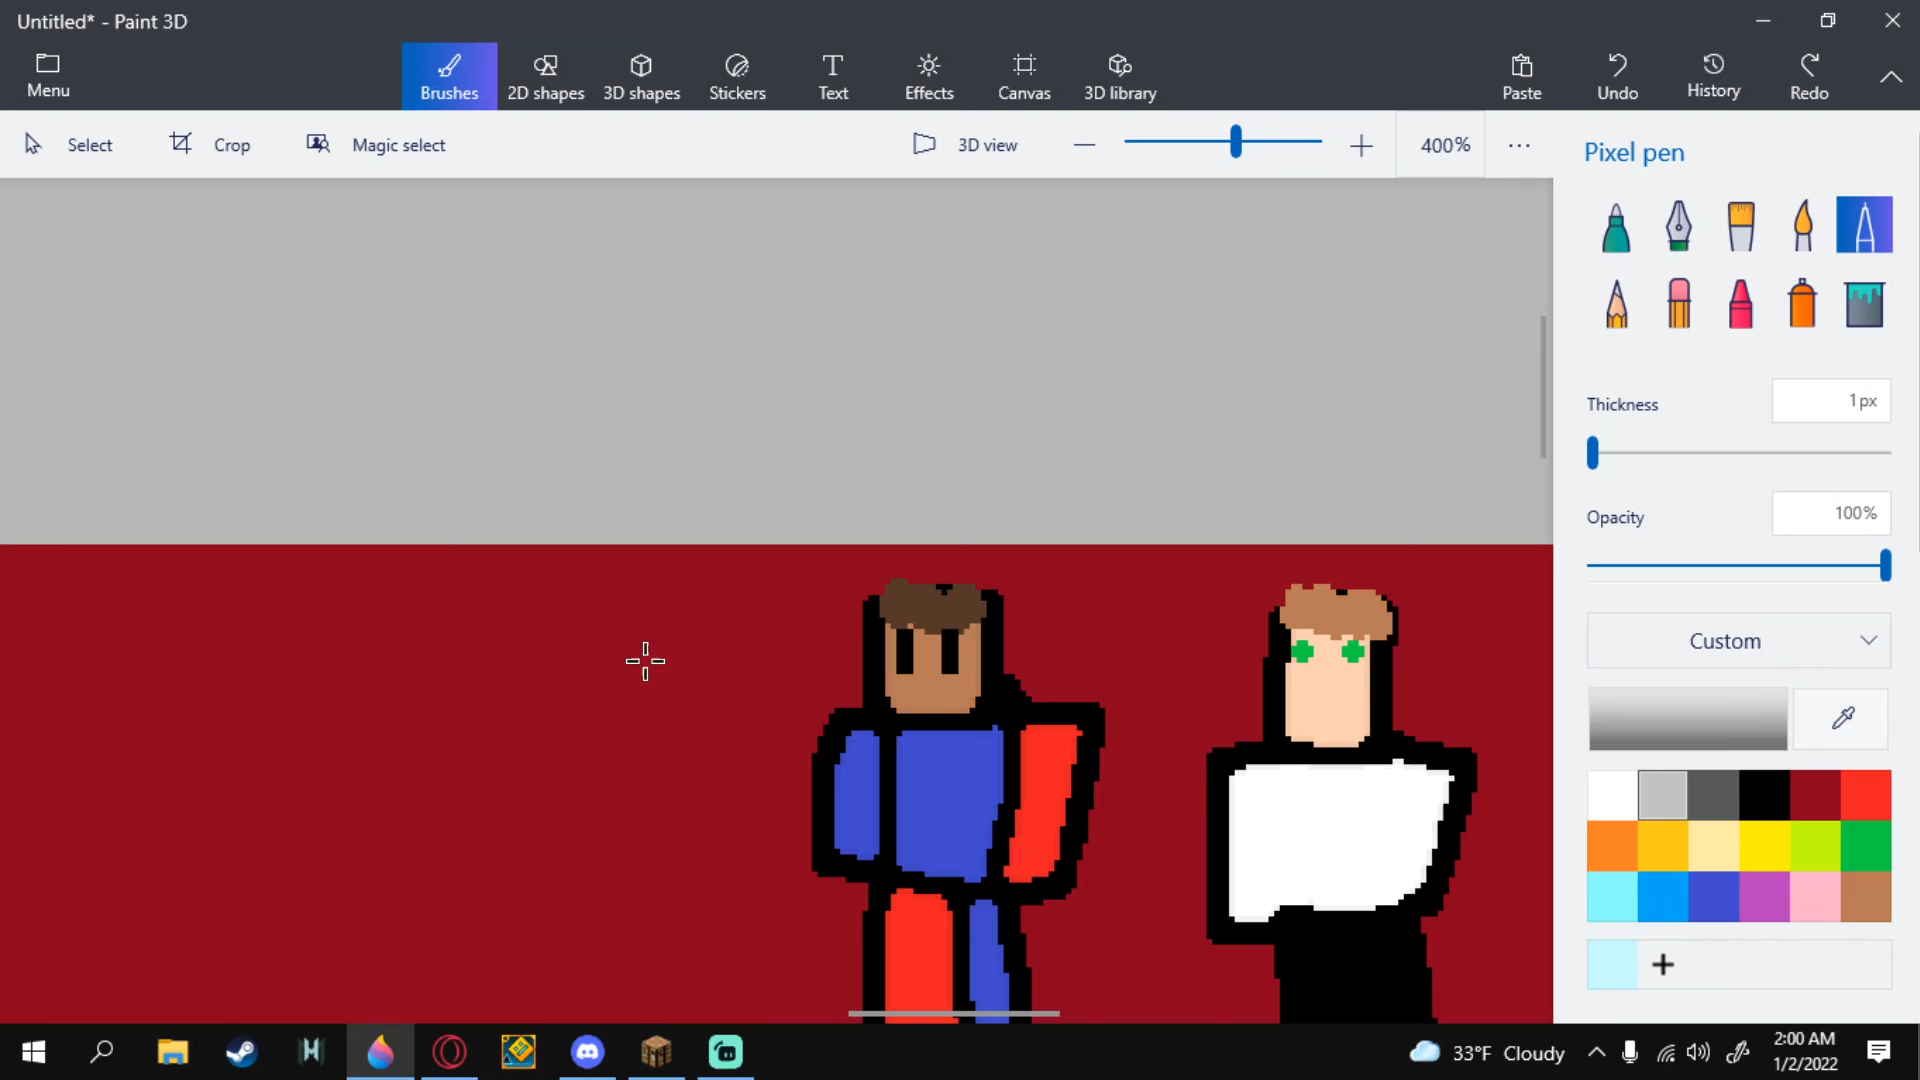 Untitled* - Paint 3D
Menu
Brushes
2D shapes
3D shapes
Stickers
Text
Effects
Canvas
3D library
Paste
Undo
History
Redo
Select
Crop
Magic select
3D view
400%
Pixel pen
Thickness
1px
Opacity
100%
Custom
33°F Cloudy
2:00 AM
1/2/2022